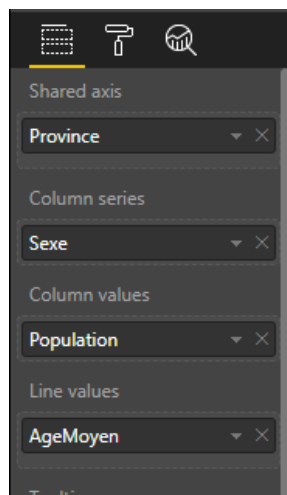 Shared axis
Province
Column series
Sexe
Column values
Population
Line values
AgeMoyen